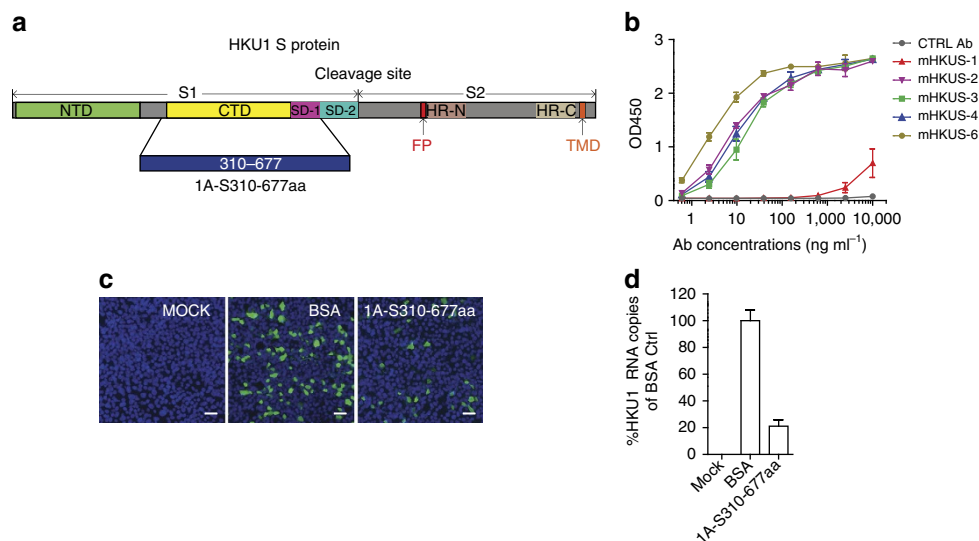 a
HKU1 S protein
Cleavage site
S1
S2
NTD
CTD
SD-1
SD-2
HR-N
HR-C
FP
TMD
310–677
1A-S310-677aa
b
3
2
1
0
OD450
1
10
100
1,000
10,000
Ab concentrations (ng ml⁻¹)
CTRL Ab
mHKUS-1
mHKUS-2
mHKUS-3
mHKUS-4
mHKUS-6
c
MOCK
BSA
1A-S310-677aa
d
%HKU1 RNA copies
of BSA Ctrl
120
100
80
60
40
20
0
Mock
BSA
1A-S310-677aa